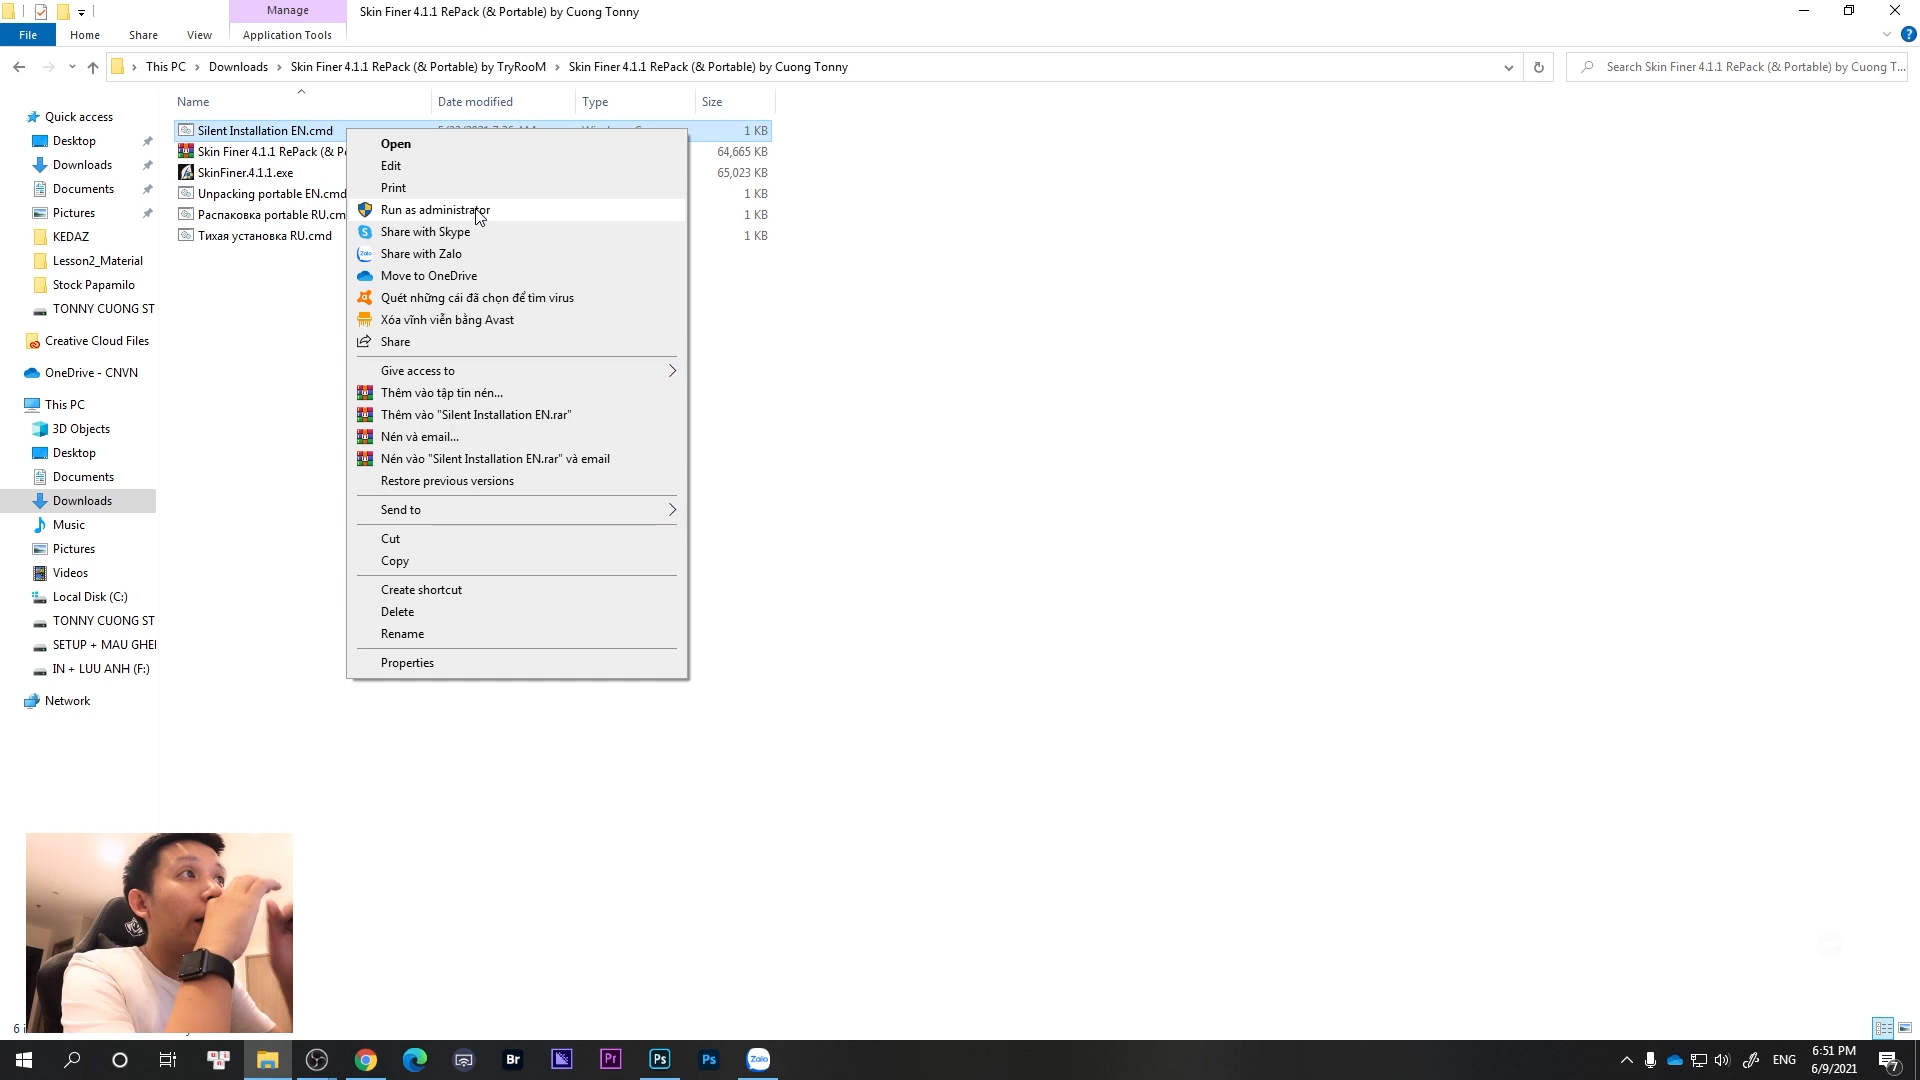 Manage
Skin Finer 4.1.1 RePack (& Portable) by Cuong Tonny
File
Home
Share
View
Application Tools
This PC
Downloads
Skin Finer 4.1.1 RePack (& Portable) by TryRooM
Skin Finer 4.1.1 RePack (& Portable) by Cuong Tonny
Search Skin Finer 4.1.1 RePack (& Portable) by Cuong T...
Name
Date modified
Type
Size
Silent Installation EN.cmd
1 KB
Skin Finer 4.1.1 RePack (& P
64,665 KB
SkinFiner.4.1.1.exe
65,023 KB
Unpacking portable EN.cmd
1 KB
Распаковка portable RU.cm
1 KB
Тихая установка RU.cmd
1 KB
Quick access
Desktop
Downloads
Documents
Pictures
KEDAZ
Lesson2_Material
Stock Papamilo
TONNY CUONG ST
Creative Cloud Files
OneDrive - CNVN
This PC
3D Objects
Desktop
Documents
Downloads
Music
Pictures
Videos
Local Disk (C:)
TONNY CUONG ST
SETUP + MAU GHE
IN + LUU ANH (F:)
Network
Open
Edit
Print
Run as administrator
Share with Skype
Share with Zalo
Move to OneDrive
Quét những cái đã chọn để tìm virus
Xóa vĩnh viễn bằng Avast
Share
Give access to
Thêm vào tập tin nén...
Thêm vào "Silent Installation EN.rar"
Nén và email...
Nén vào "Silent Installation EN.rar" và email
Restore previous versions
Send to
Cut
Copy
Create shortcut
Delete
Rename
Properties
6 i
Br
Pr
Ps
Ps
Zalo
ENG
6:51 PM
6/9/2021
7